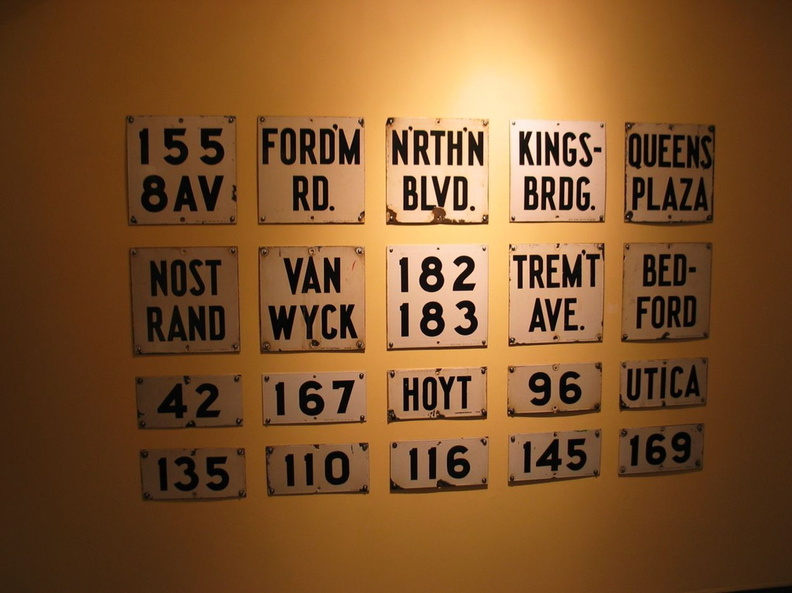 155
8AV
FORD'M
RD.
N'RTH'N
BLVD.
KINGS-
BRDG.
QUEENS
PLAZA
NOST
RAND
VAN
WYCK
182
183
TREM'T
AVE.
BED-
FORD
42
167
HOYT
96
UTICA
135
110
116
145
169